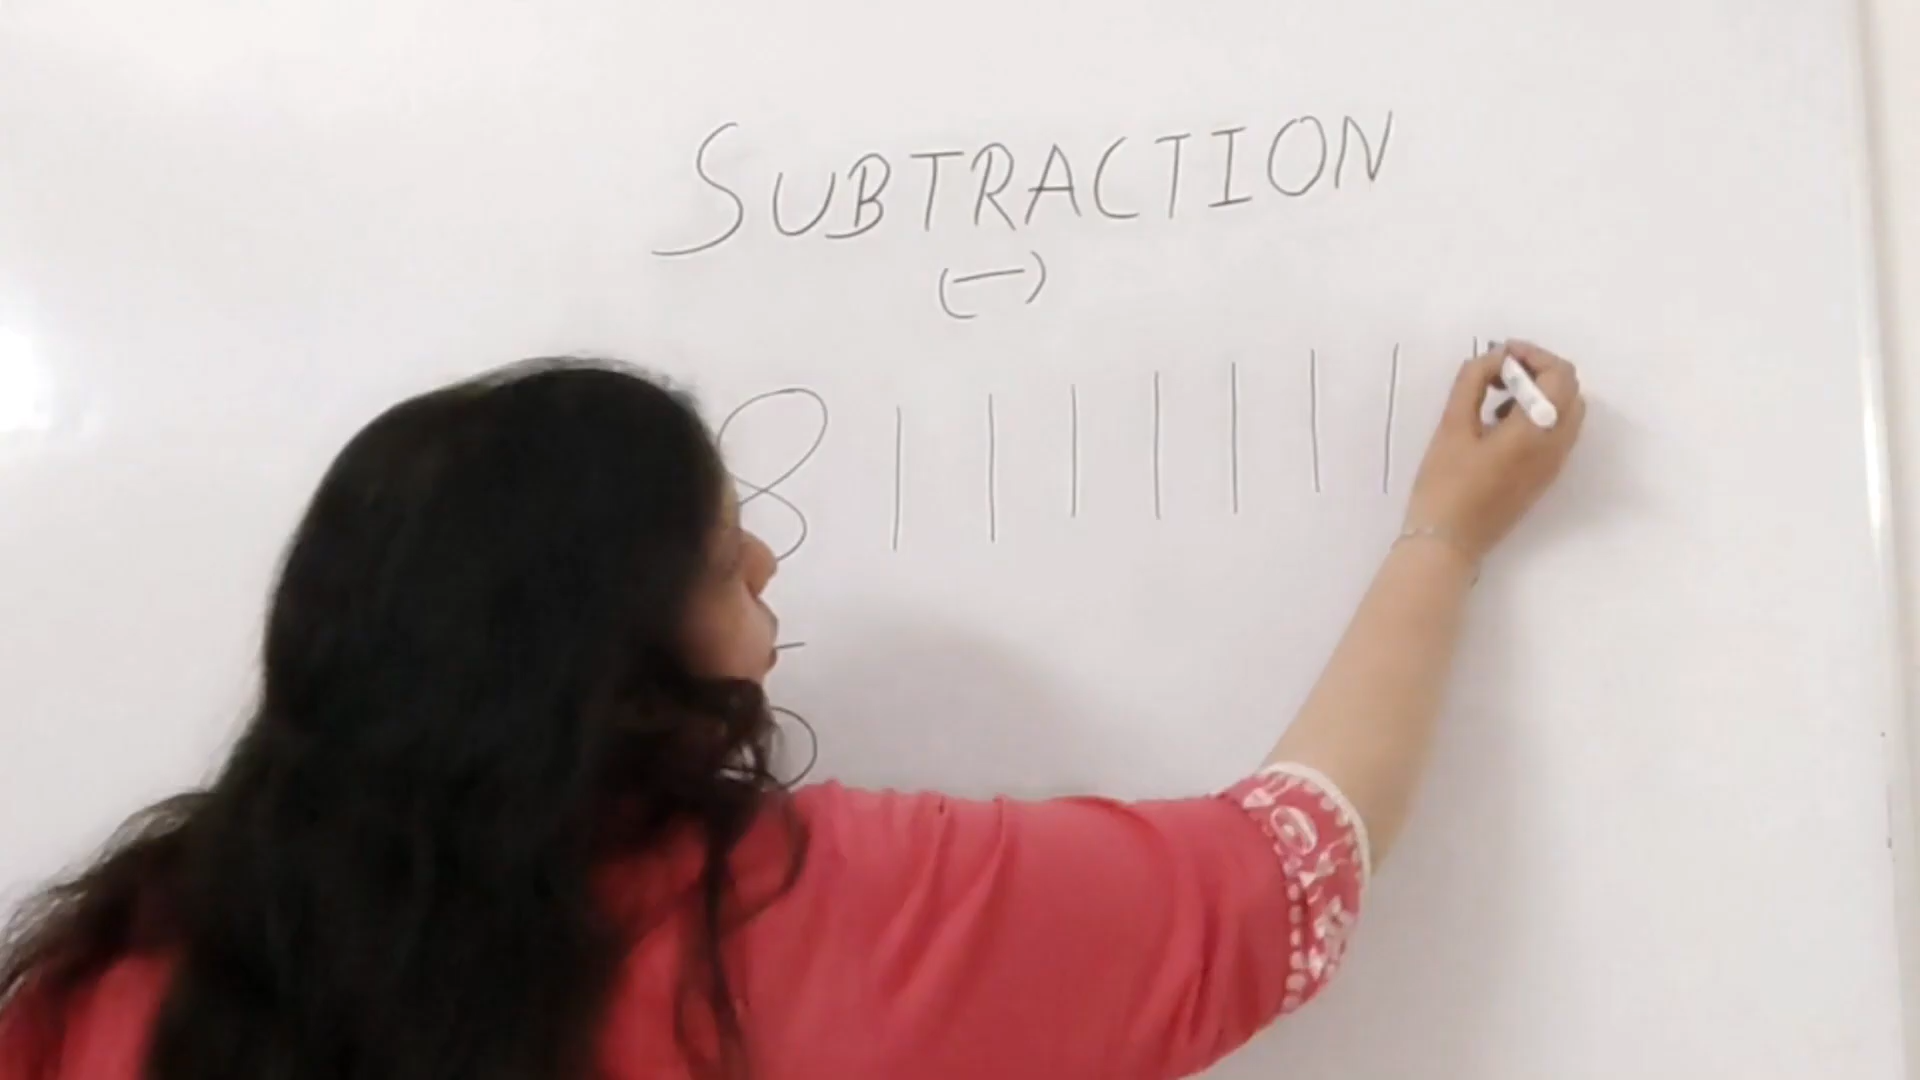 SUBTRACTION
(-)
8 | | | | | | | |